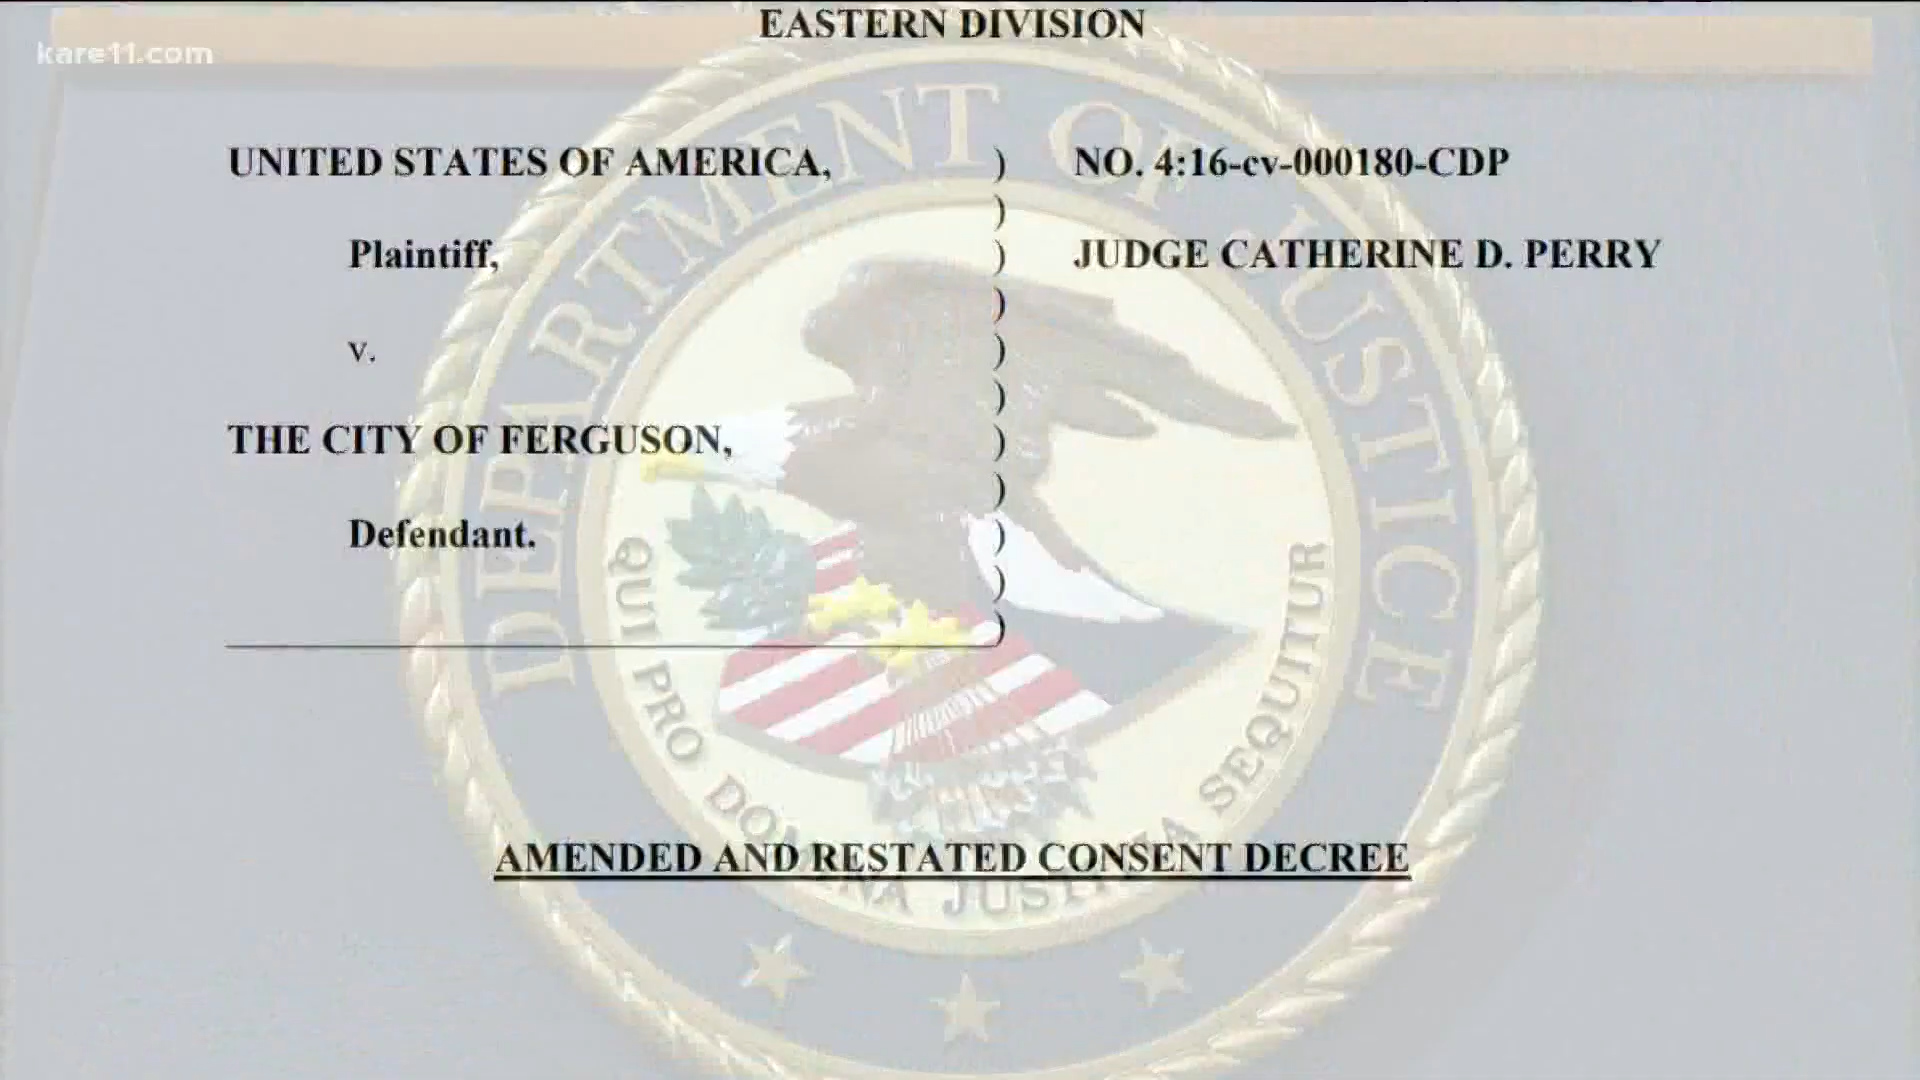 kare11.com
EASTERN DIVISION
UNITED STATES OF AMERICA, ) NO. 4:16-cv-000180-CDP
)
Plaintiff, ) JUDGE CATHERINE D. PERRY
)
v. )
)
THE CITY OF FERGUSON, )
)
Defendant. )
)
)
AMENDED AND RESTATED CONSENT DECREE
DEPARTMENT OF JUSTICE
QUI PRO DOMINA JUSTITIA SEQUITUR